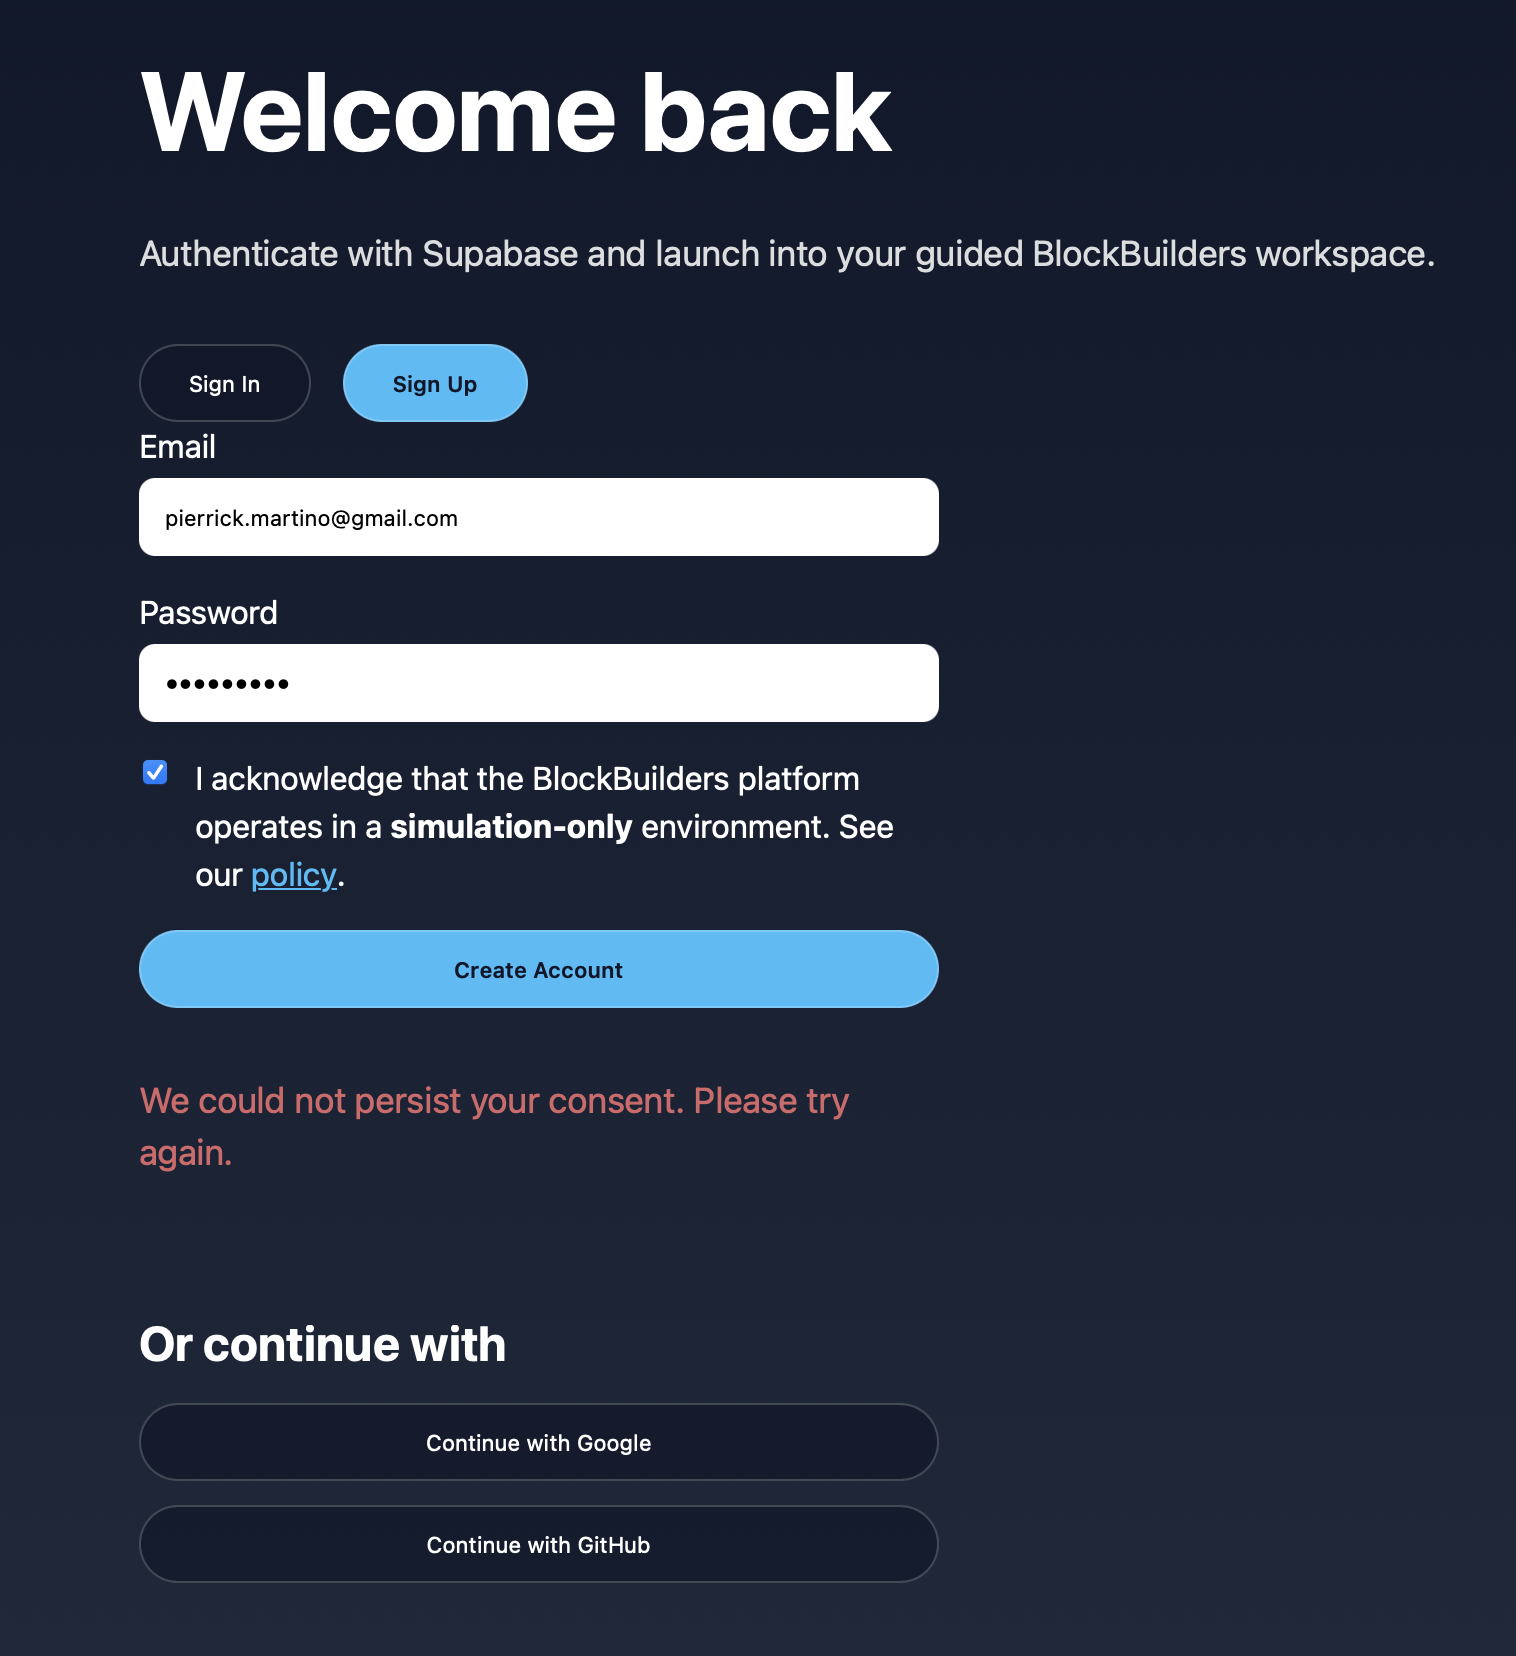 Welcome back
Authenticate with Supabase and launch into your guided BlockBuilders workspace.
Sign In
Sign Up
Email
pierrick.martino@gmail.com
Password
•••••••••
I acknowledge that the BlockBuilders platform
operates in a simulation-only environment. See
our policy.
Create Account
We could not persist your consent. Please try
again.
Or continue with
Continue with Google
Continue with GitHub